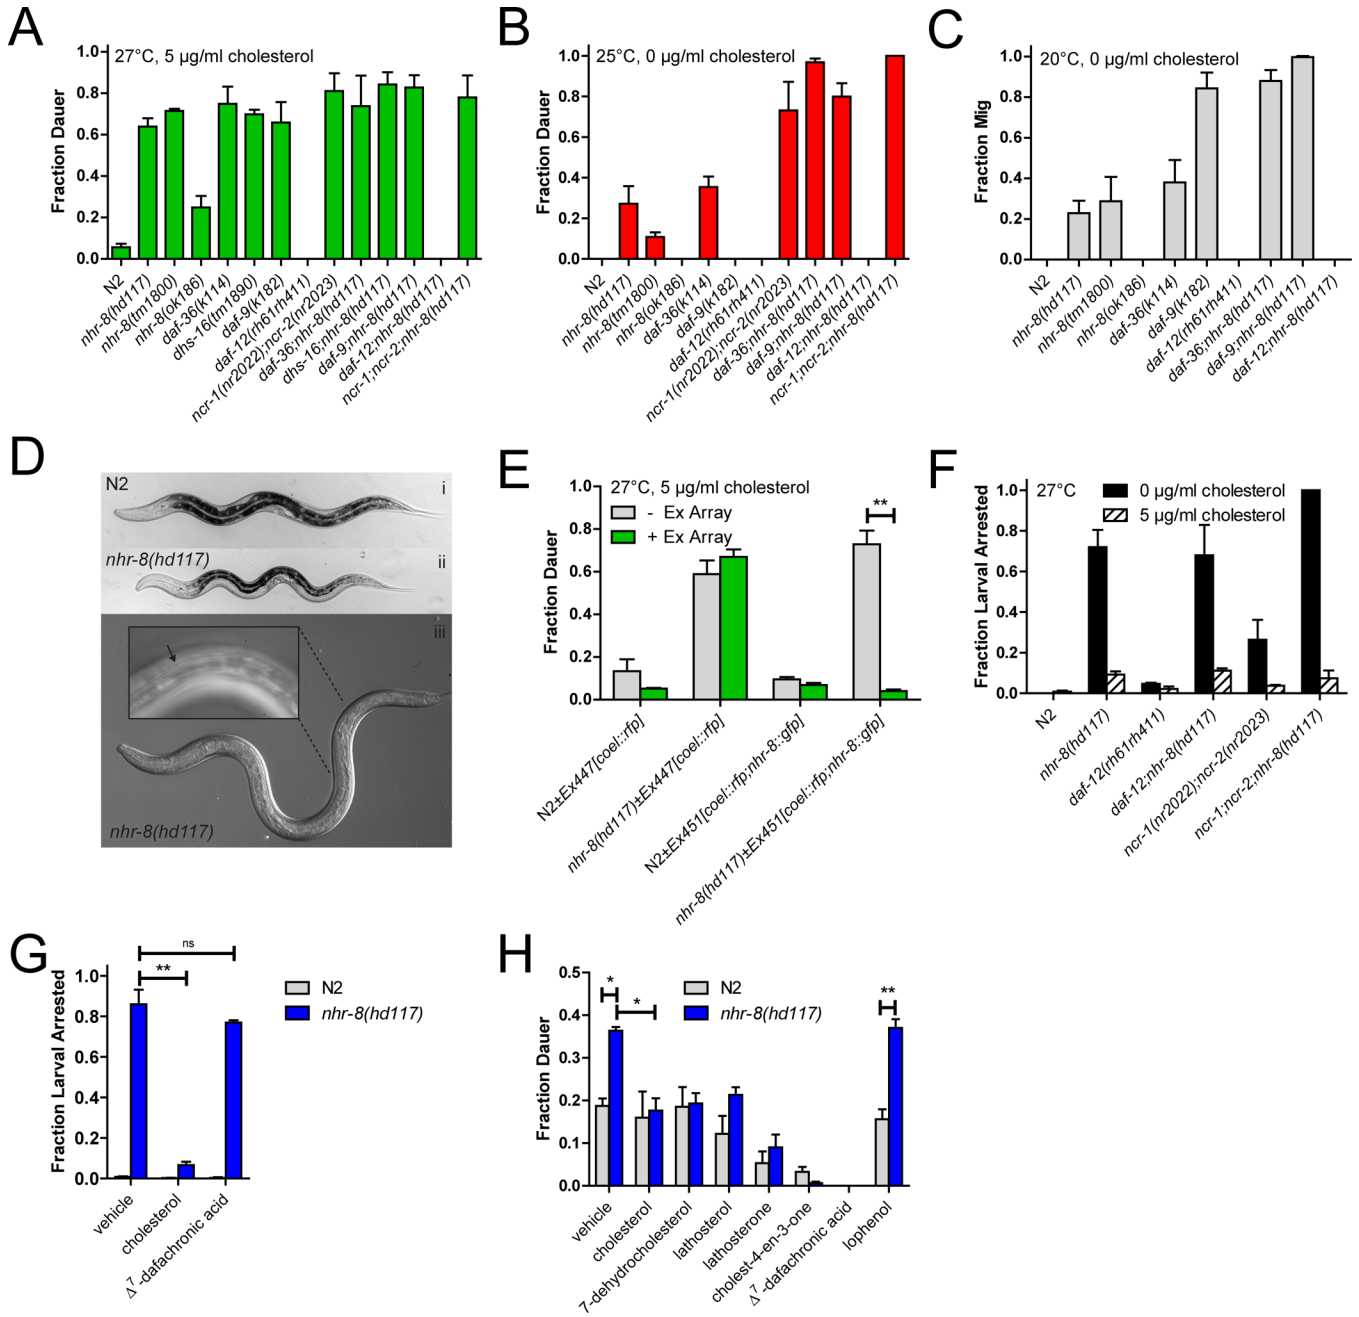 A
27°C, 5 µg/ml cholesterol
Fraction Dauer
1.0
0.8
0.6
0.4
0.2
0.0
N2
nhr-8(hd117)
nhr-8(tm1800)
nhr-8(ok186)
daf-36(k114)
dhs-16(tm1890)
daf-9(k182)
daf-12(rh61rh411)
ncr-1(nr2022);ncr-2(nr2023)
daf-36;nhr-8(hd117)
dhs-16;nhr-8(hd117)
daf-9;nhr-8(hd117)
daf-12;nhr-8(hd117)
ncr-1;ncr-2;nhr-8(hd117)
B
25°C, 0 µg/ml cholesterol
Fraction Dauer
1.0
0.8
0.6
0.4
0.2
0.0
N2
nhr-8(hd117)
nhr-8(tm1800)
nhr-8(ok186)
daf-36(k114)
daf-9(k182)
daf-12(rh61rh411)
ncr-1(nr2022);ncr-2(nr2023)
daf-36;nhr-8(hd117)
daf-9;nhr-8(hd117)
daf-12;nhr-8(hd117)
ncr-1;ncr-2;nhr-8(hd117)
C
20°C, 0 µg/ml cholesterol
Fraction Mig
1.0
0.8
0.6
0.4
0.2
0.0
N2
nhr-8(hd117)
nhr-8(tm1800)
nhr-8(ok186)
daf-36(k114)
daf-9(k182)
daf-12(rh61rh411)
daf-36;nhr-8(hd117)
daf-9;nhr-8(hd117)
daf-12;nhr-8(hd117)
D
N2
i
nhr-8(hd117)
ii
iii
nhr-8(hd117)
E
27°C, 5 µg/ml cholesterol
- Ex Array
+ Ex Array
**
Fraction Dauer
1.0
0.8
0.6
0.4
0.2
0.0
N2±Ex447[coel::rfp]
nhr-8(hd117)±Ex447[coel::rfp]
N2±Ex451[coel::rfp;nhr-8::gfp]
nhr-8(hd117)±Ex451[coel::rfp;nhr-8::gfp]
F
27°C
0 µg/ml cholesterol
5 µg/ml cholesterol
Fraction Larval Arrested
1.0
0.8
0.6
0.4
0.2
0.0
N2
nhr-8(hd117)
daf-12(rh61rh411)
daf-12;nhr-8(hd117)
ncr-1(nr2022);ncr-2(nr2023)
ncr-1;ncr-2;nhr-8(hd117)
G
ns
**
N2
nhr-8(hd117)
Fraction Larval Arrested
1.0
0.8
0.6
0.4
0.2
0.0
vehicle
cholesterol
Δ7-dafachronic acid
H
*
*
**
N2
nhr-8(hd117)
Fraction Dauer
0.5
0.4
0.3
0.2
0.1
0.0
vehicle
cholesterol
7-dehydrocholesterol
lathosterol
lathosterone
cholest-4-en-3-one
Δ7-dafachronic acid
lophenol